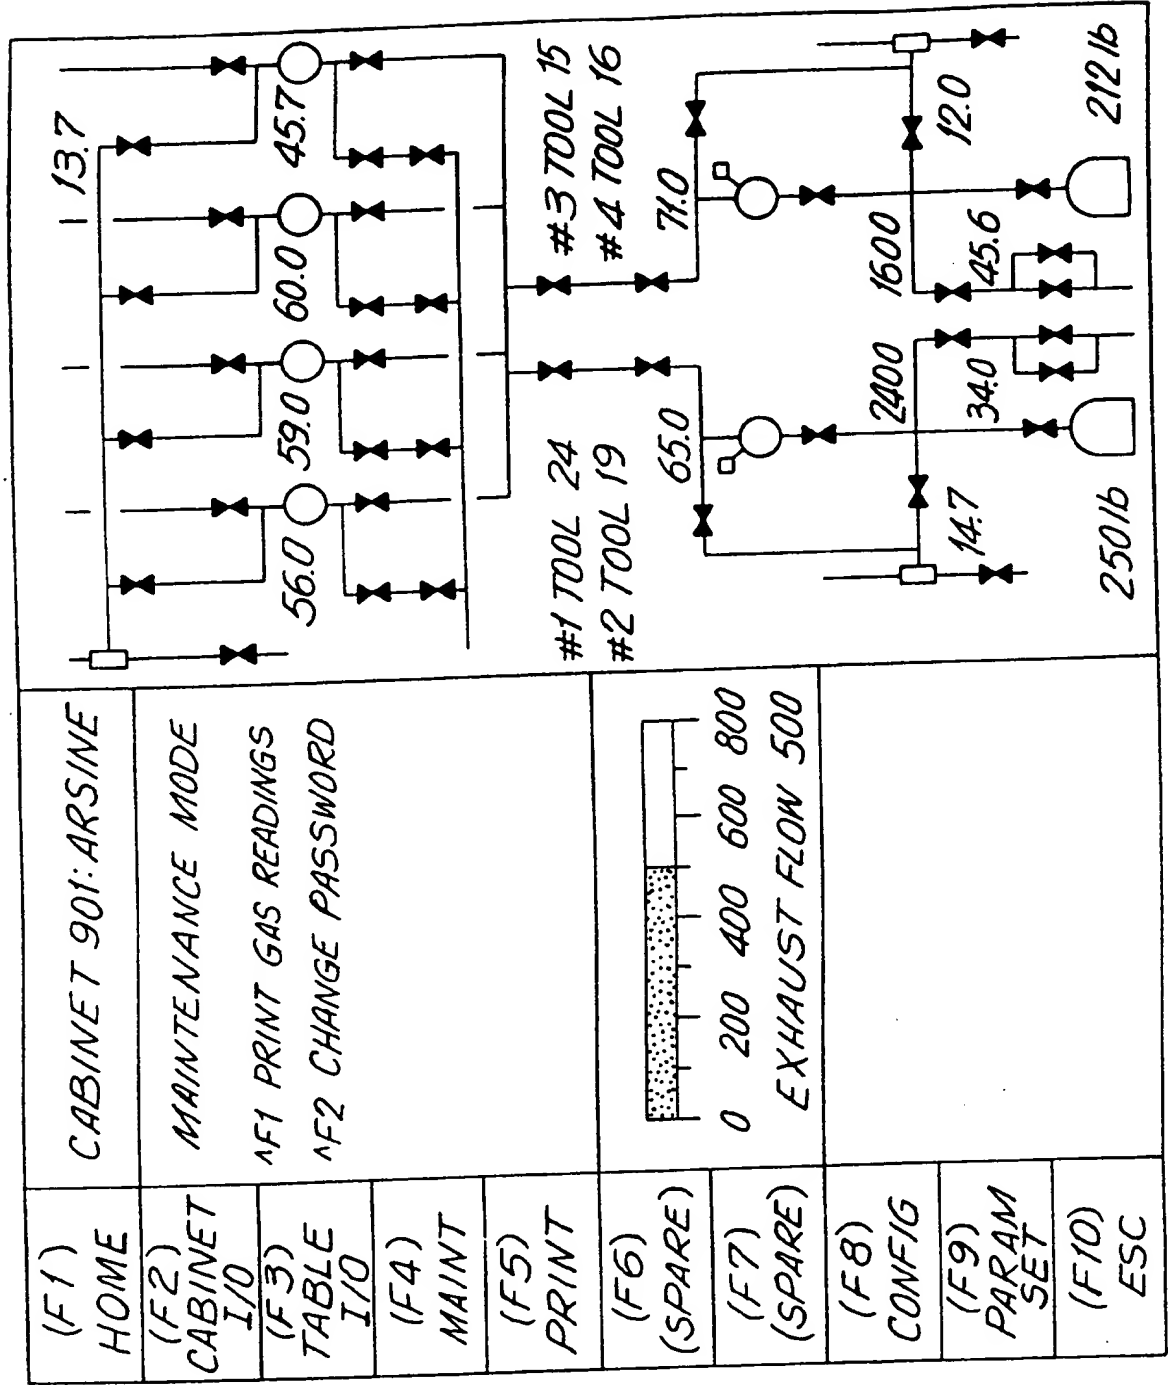 (F1)
HOME
(F2)
CABINET
I/O
(F3)
TABLE
I/O
(F4)
MAINT
(F5)
PRINT
(F6)
(SPARE)
(F7)
(SPARE)
(F8)
CONFIG
(F9)
PARAM
SET
(F10)
ESC
CABINET 901: ARSINE
MAINTENANCE MODE
^F1 PRINT GAS READINGS
^F2 CHANGE PASSWORD
0 200 400 600 800
EXHAUST FLOW 500
13.7
56.0 59.0 60.0 45.7
#1 TOOL 24 #3 TOOL 15
#2 TOOL 19 #4 TOOL 16
65.0 71.0
2400 1600
14.7 34.0 45.6 12.0
250 lb 212 lb